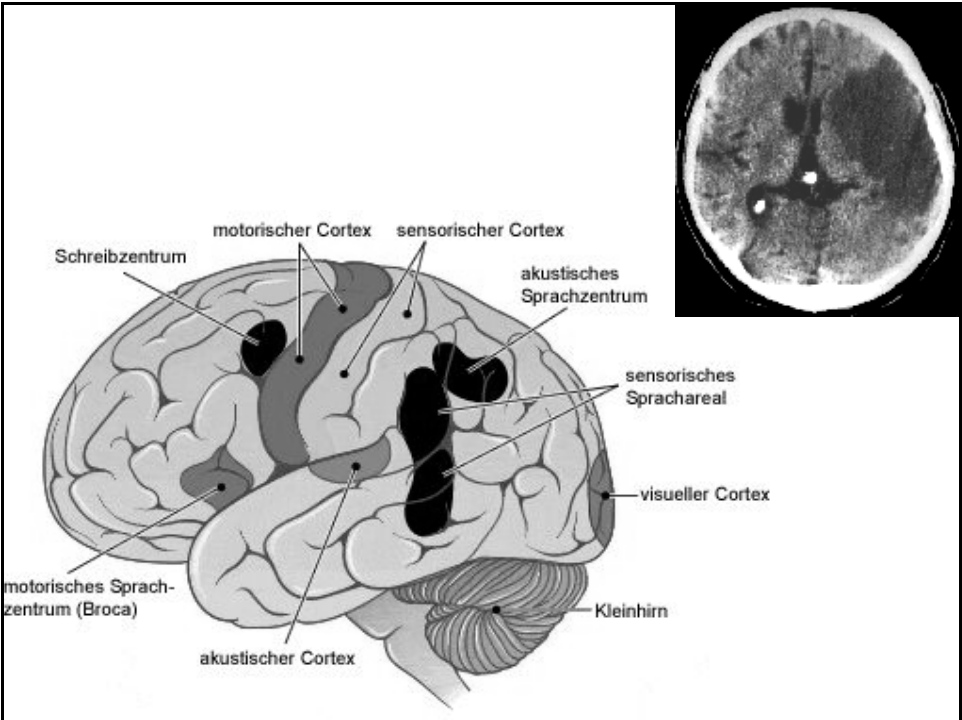 motorischer Cortex
sensorischer Cortex
Schreibzentrum
akustisches
Sprachzentrum
sensorisches
Sprachareal
visueller Cortex
motorisches Sprach-
zentrum (Broca)
Kleinhirn
akustischer Cortex